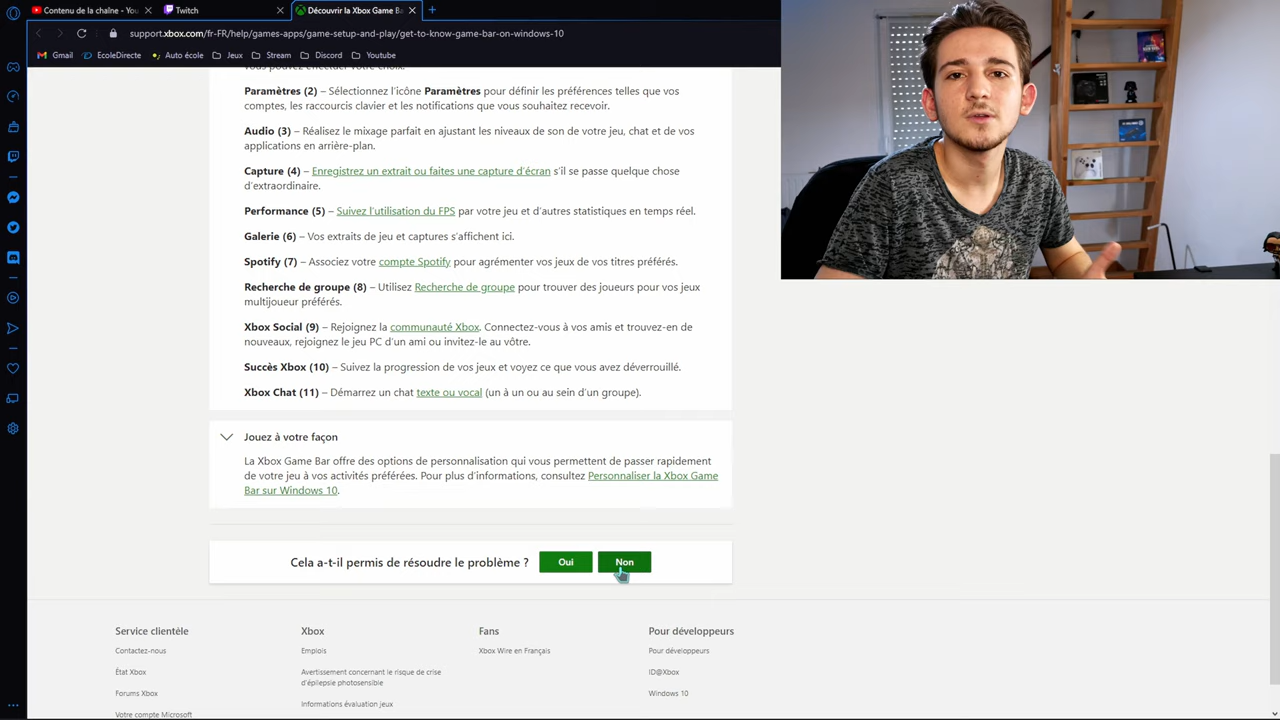 Contenu de la chaîne - You
Twitch
Découvrir la Xbox Game Ba
support.xbox.com/fr-FR/help/games-apps/game-setup-and-play/get-to-know-game-bar-on-windows-10
Gmail EcoleDirecte Auto école Jeux Stream Discord Youtube
vous pouvez effectuer votre choix.
Paramètres (2) – Sélectionnez l'icône Paramètres pour définir les préférences telles que vos
comptes, les raccourcis clavier et les notifications que vous souhaitez recevoir.
Audio (3) – Réalisez le mixage parfait en ajustant les niveaux de son de votre jeu, chat et de vos
applications en arrière-plan.
Capture (4) – Enregistrez un extrait ou faites une capture d'écran s'il se passe quelque chose
d'extraordinaire.
Performance (5) – Suivez l'utilisation du FPS par votre jeu et d'autres statistiques en temps réel.
Galerie (6) – Vos extraits de jeu et captures s'affichent ici.
Spotify (7) – Associez votre compte Spotify pour agrémenter vos jeux de vos titres préférés.
Recherche de groupe (8) – Utilisez Recherche de groupe pour trouver des joueurs pour vos jeux
multijoueur préférés.
Xbox Social (9) – Rejoignez la communauté Xbox. Connectez-vous à vos amis et trouvez-en de
nouveaux, rejoignez le jeu PC d'un ami ou invitez-le au vôtre.
Succès Xbox (10) – Suivez la progression de vos jeux et voyez ce que vous avez déverrouillé.
Xbox Chat (11) – Démarrez un chat texte ou vocal (un à un ou au sein d'un groupe).
Jouez à votre façon
La Xbox Game Bar offre des options de personnalisation qui vous permettent de passer rapidement
de votre jeu à vos activités préférées. Pour plus d'informations, consultez Personnaliser la Xbox Game
Bar sur Windows 10.
Cela a-t-il permis de résoudre le problème ? Oui Non
Service clientèle
Contactez-nous
État Xbox
Forums Xbox
Votre compte Microsoft
Xbox
Emplois
Avertissement concernant le risque de crise
d'épilepsie photosensible
Informations évaluation jeux
Fans
Xbox Wire en Français
Pour développeurs
Pour développeurs
ID@Xbox
Windows 10